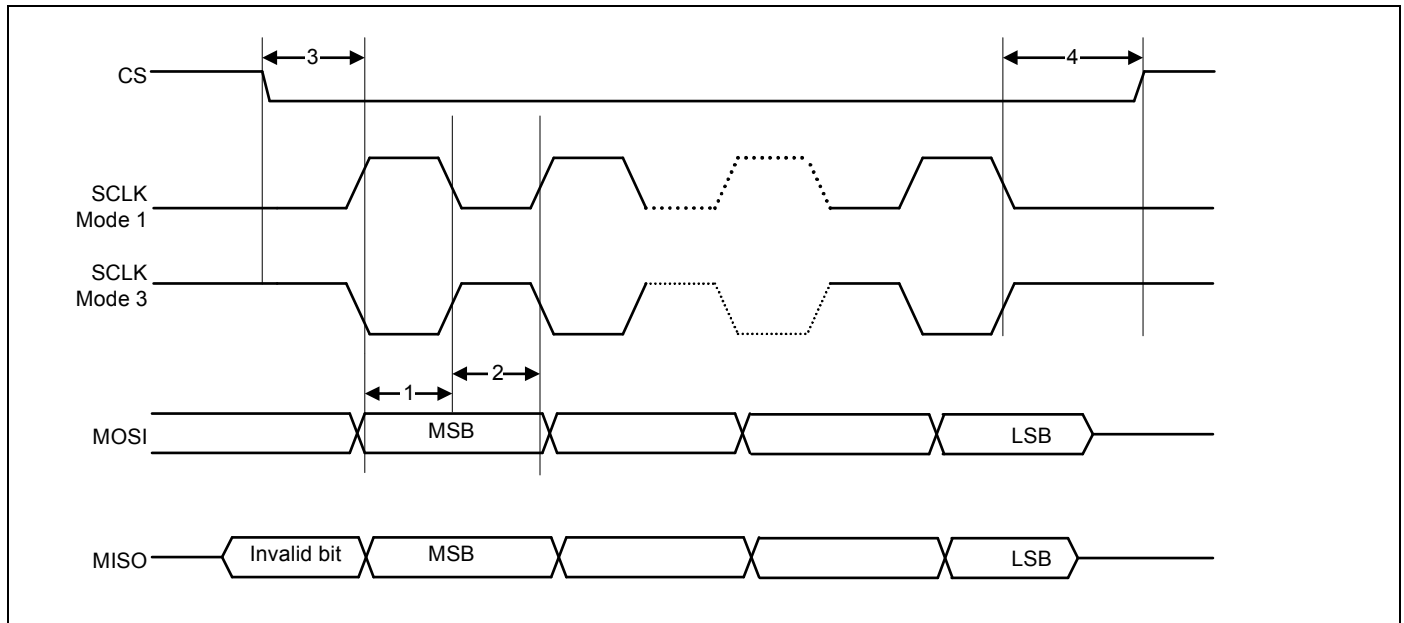 3
4
CS
SCLK
Mode 1
SCLK
Mode 3
1
2
MOSI
MSB
LSB
MISO
Invalid bit
MSB
LSB